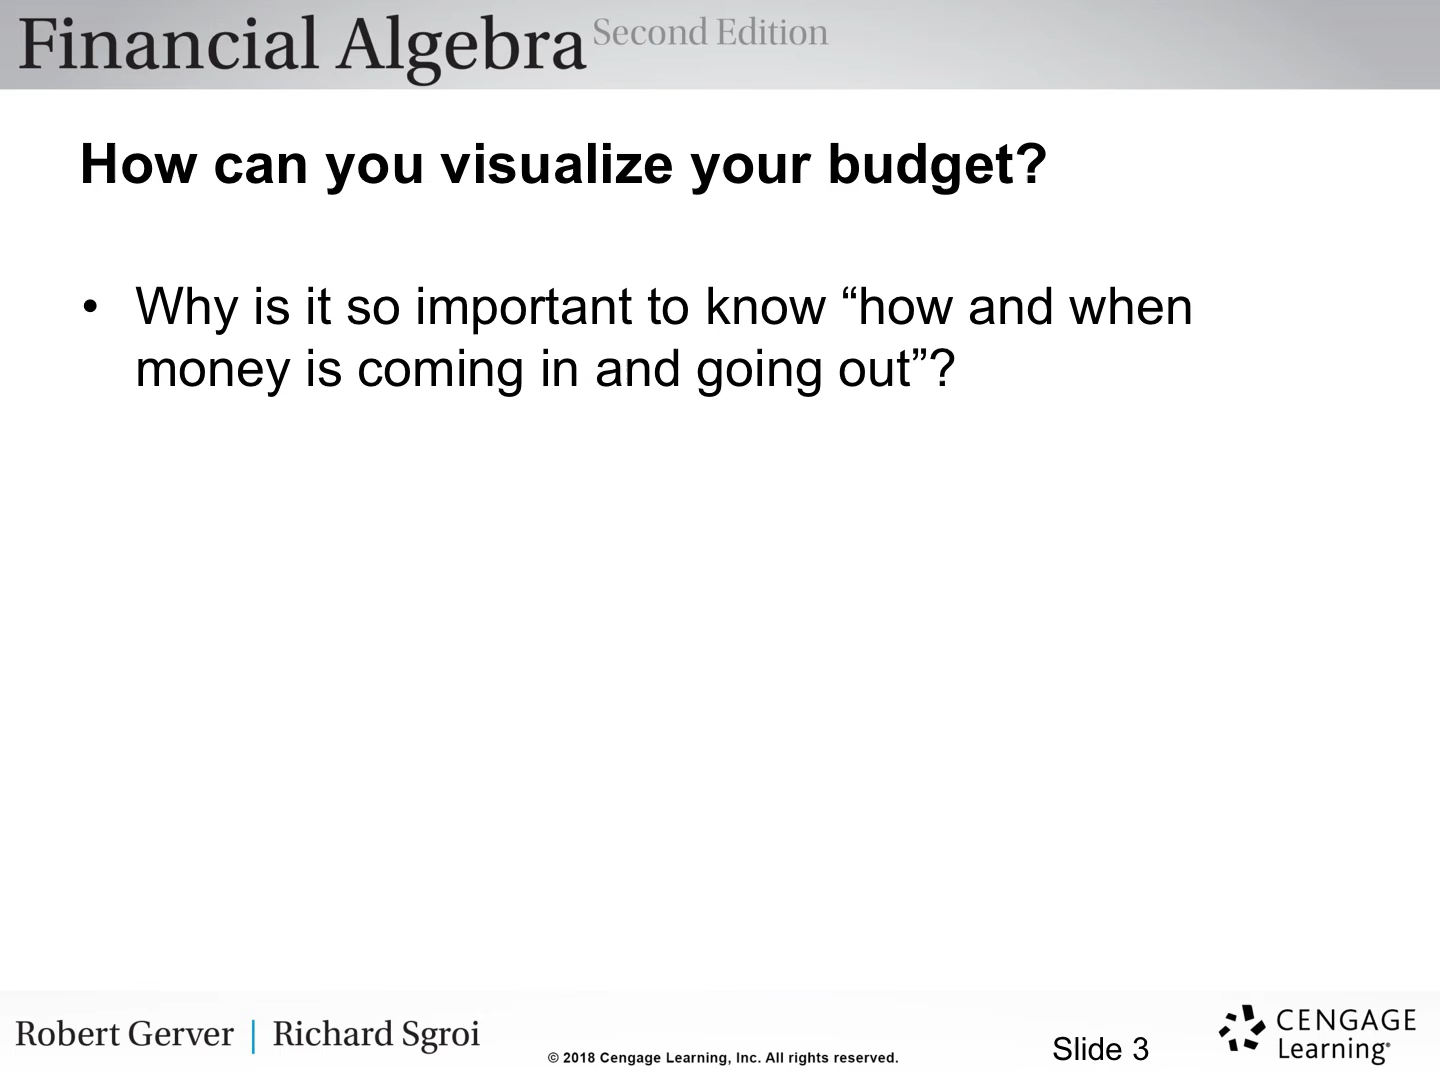 Financial Algebra Second Edition
How can you visualize your budget?
• Why is it so important to know “how and when
money is coming in and going out”?
Robert Gerver | Richard Sgroi
© 2018 Cengage Learning, Inc. All rights reserved.
Slide 3
CENGAGE
Learning®